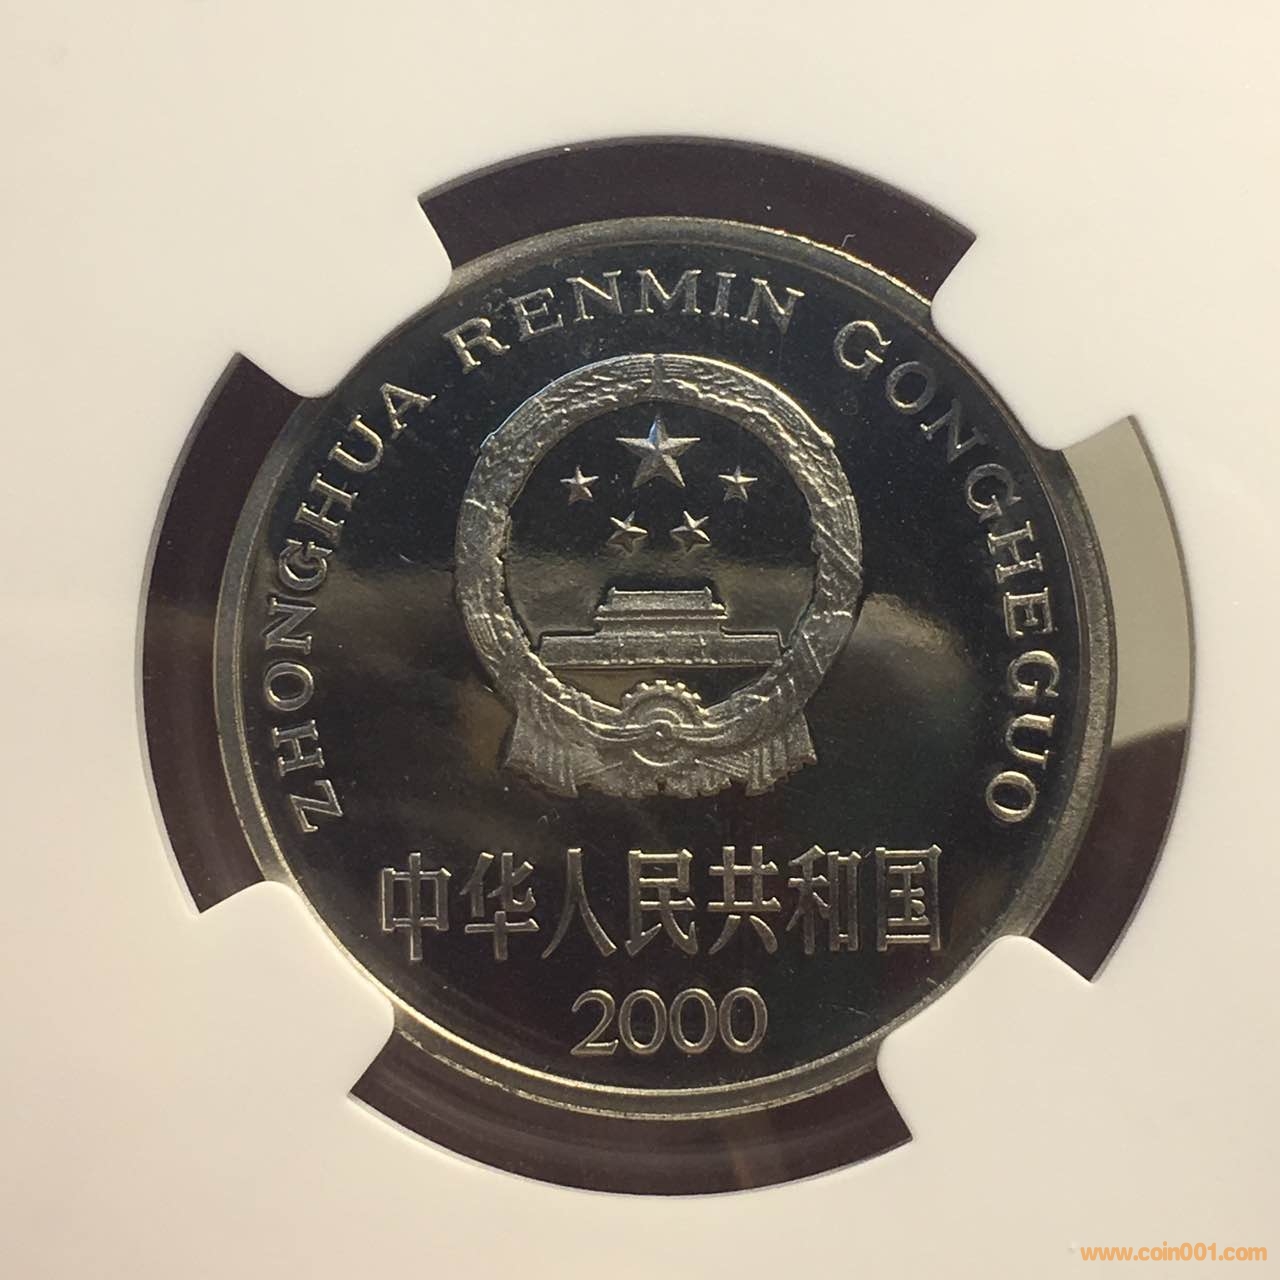 ZHONGHUA RENMIN GONGHEGUO
中华人民共和国
2000
www.coin001.com